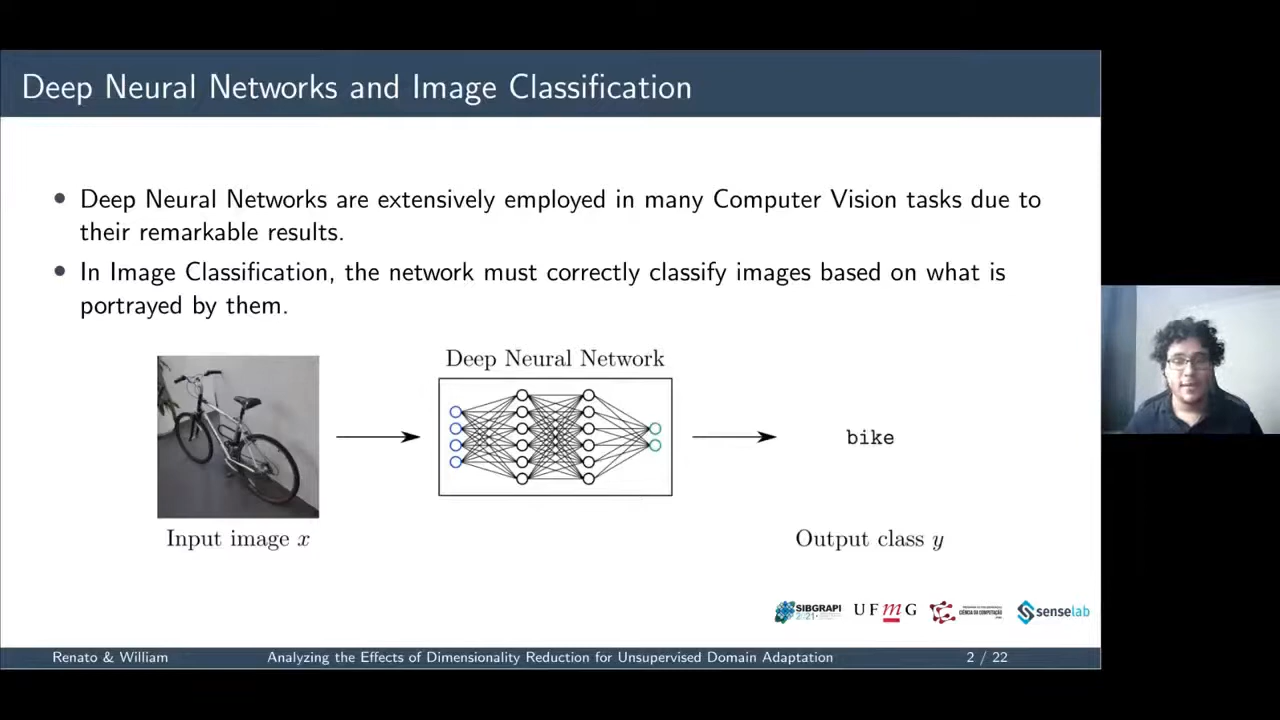 Deep Neural Networks and Image Classification
Deep Neural Networks are extensively employed in many Computer Vision tasks due to
their remarkable results.
In Image Classification, the network must correctly classify images based on what is
portrayed by them.
Deep Neural Network
bike
Input image x
Output class y
SIBGRAPI
UFmG
CIÊNCIA DA COMPUTAÇÃO
senselab
Renato & William
Analyzing the Effects of Dimensionality Reduction for Unsupervised Domain Adaptation
2 / 22